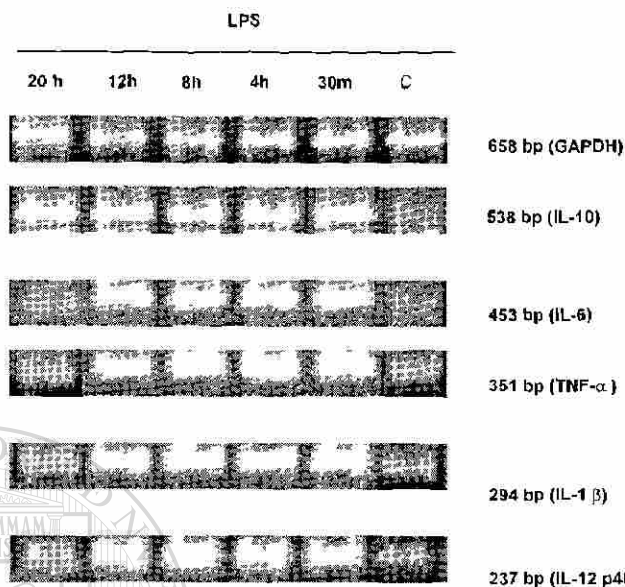 LPS
20 h 12h 8h 4h 30m C
658 bp (GAPDH)
538 bp (IL-10)
453 bp (IL-6)
351 bp (TNF-α)
294 bp (IL-1 β)
237 bp (IL-12 p4